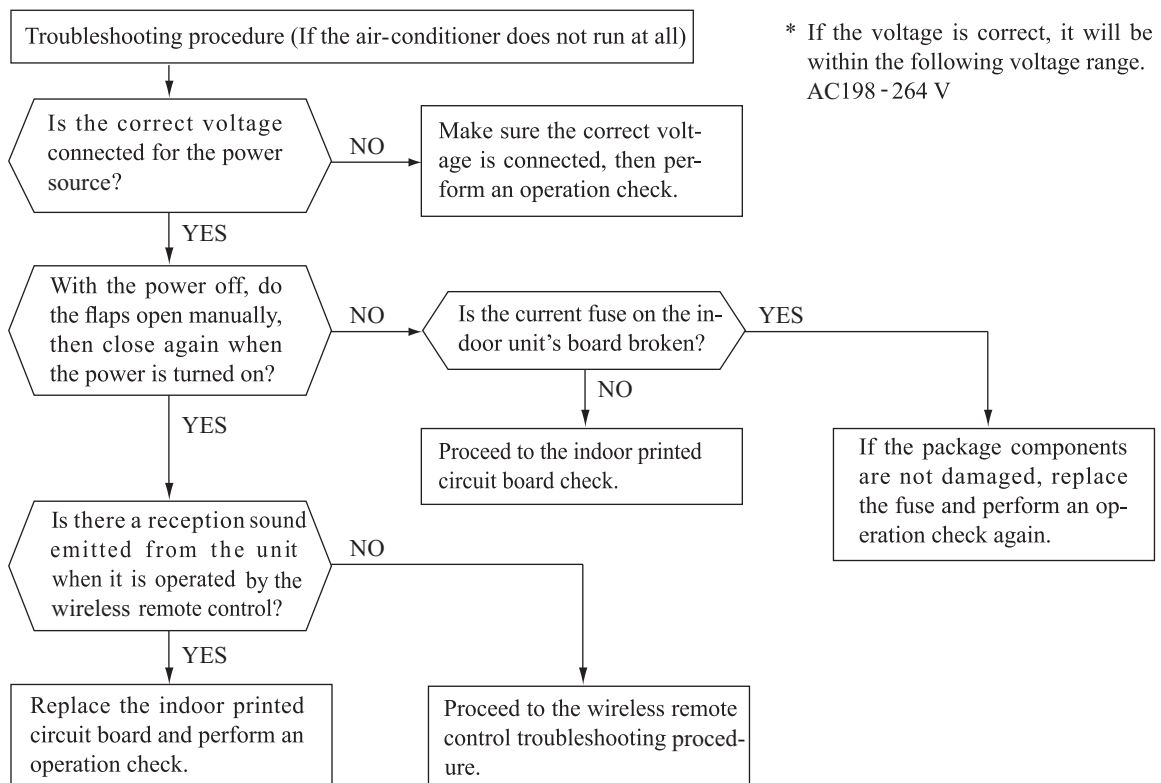 Troubleshooting procedure (If the air-conditioner does not run at all)
* If the voltage is correct, it will be
within the following voltage range.
AC198 - 264 V
Is the correct voltage
connected for the power
source?
NO
Make sure the correct volt-
age is connected, then per-
form an operation check.
YES
With the power off, do
the flaps open manually,
then close again when
the power is turned on?
NO
Is the current fuse on the in-
door unit's board broken?
YES
NO
YES
Proceed to the indoor printed
circuit board check.
If the package components
are not damaged, replace
the fuse and perform an op-
eration check again.
Is there a reception sound
emitted from the unit
when it is operated by the
wireless remote control?
NO
YES
Replace the indoor printed
circuit board and perform an
operation check.
Proceed to the wireless remote
control troubleshooting proced-
ure.